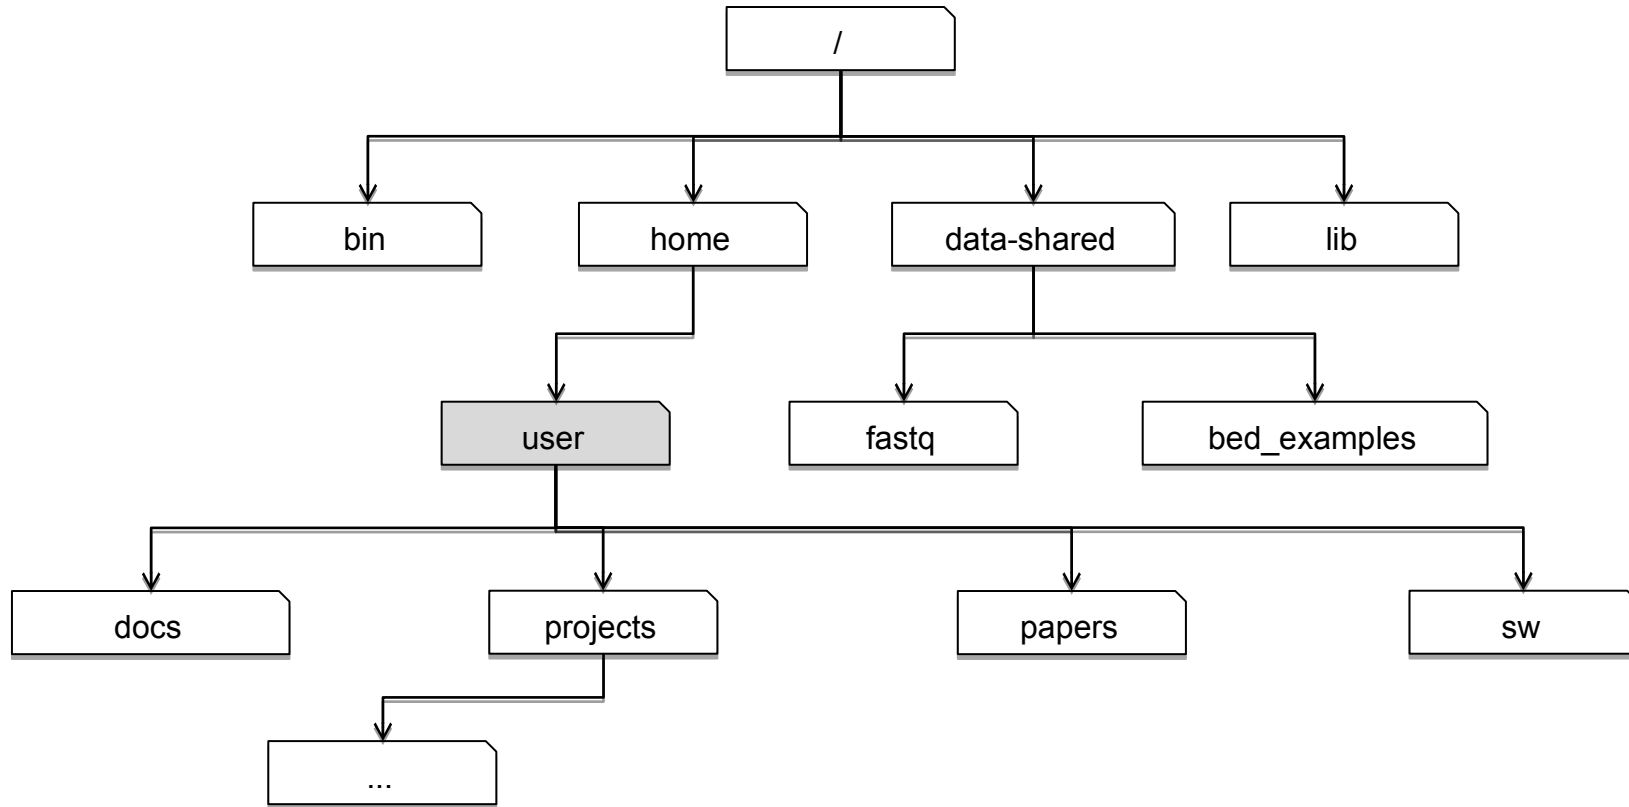 /
bin
home
data-shared
lib
user
fastq
bed_examples
docs
projects
papers
sw
...